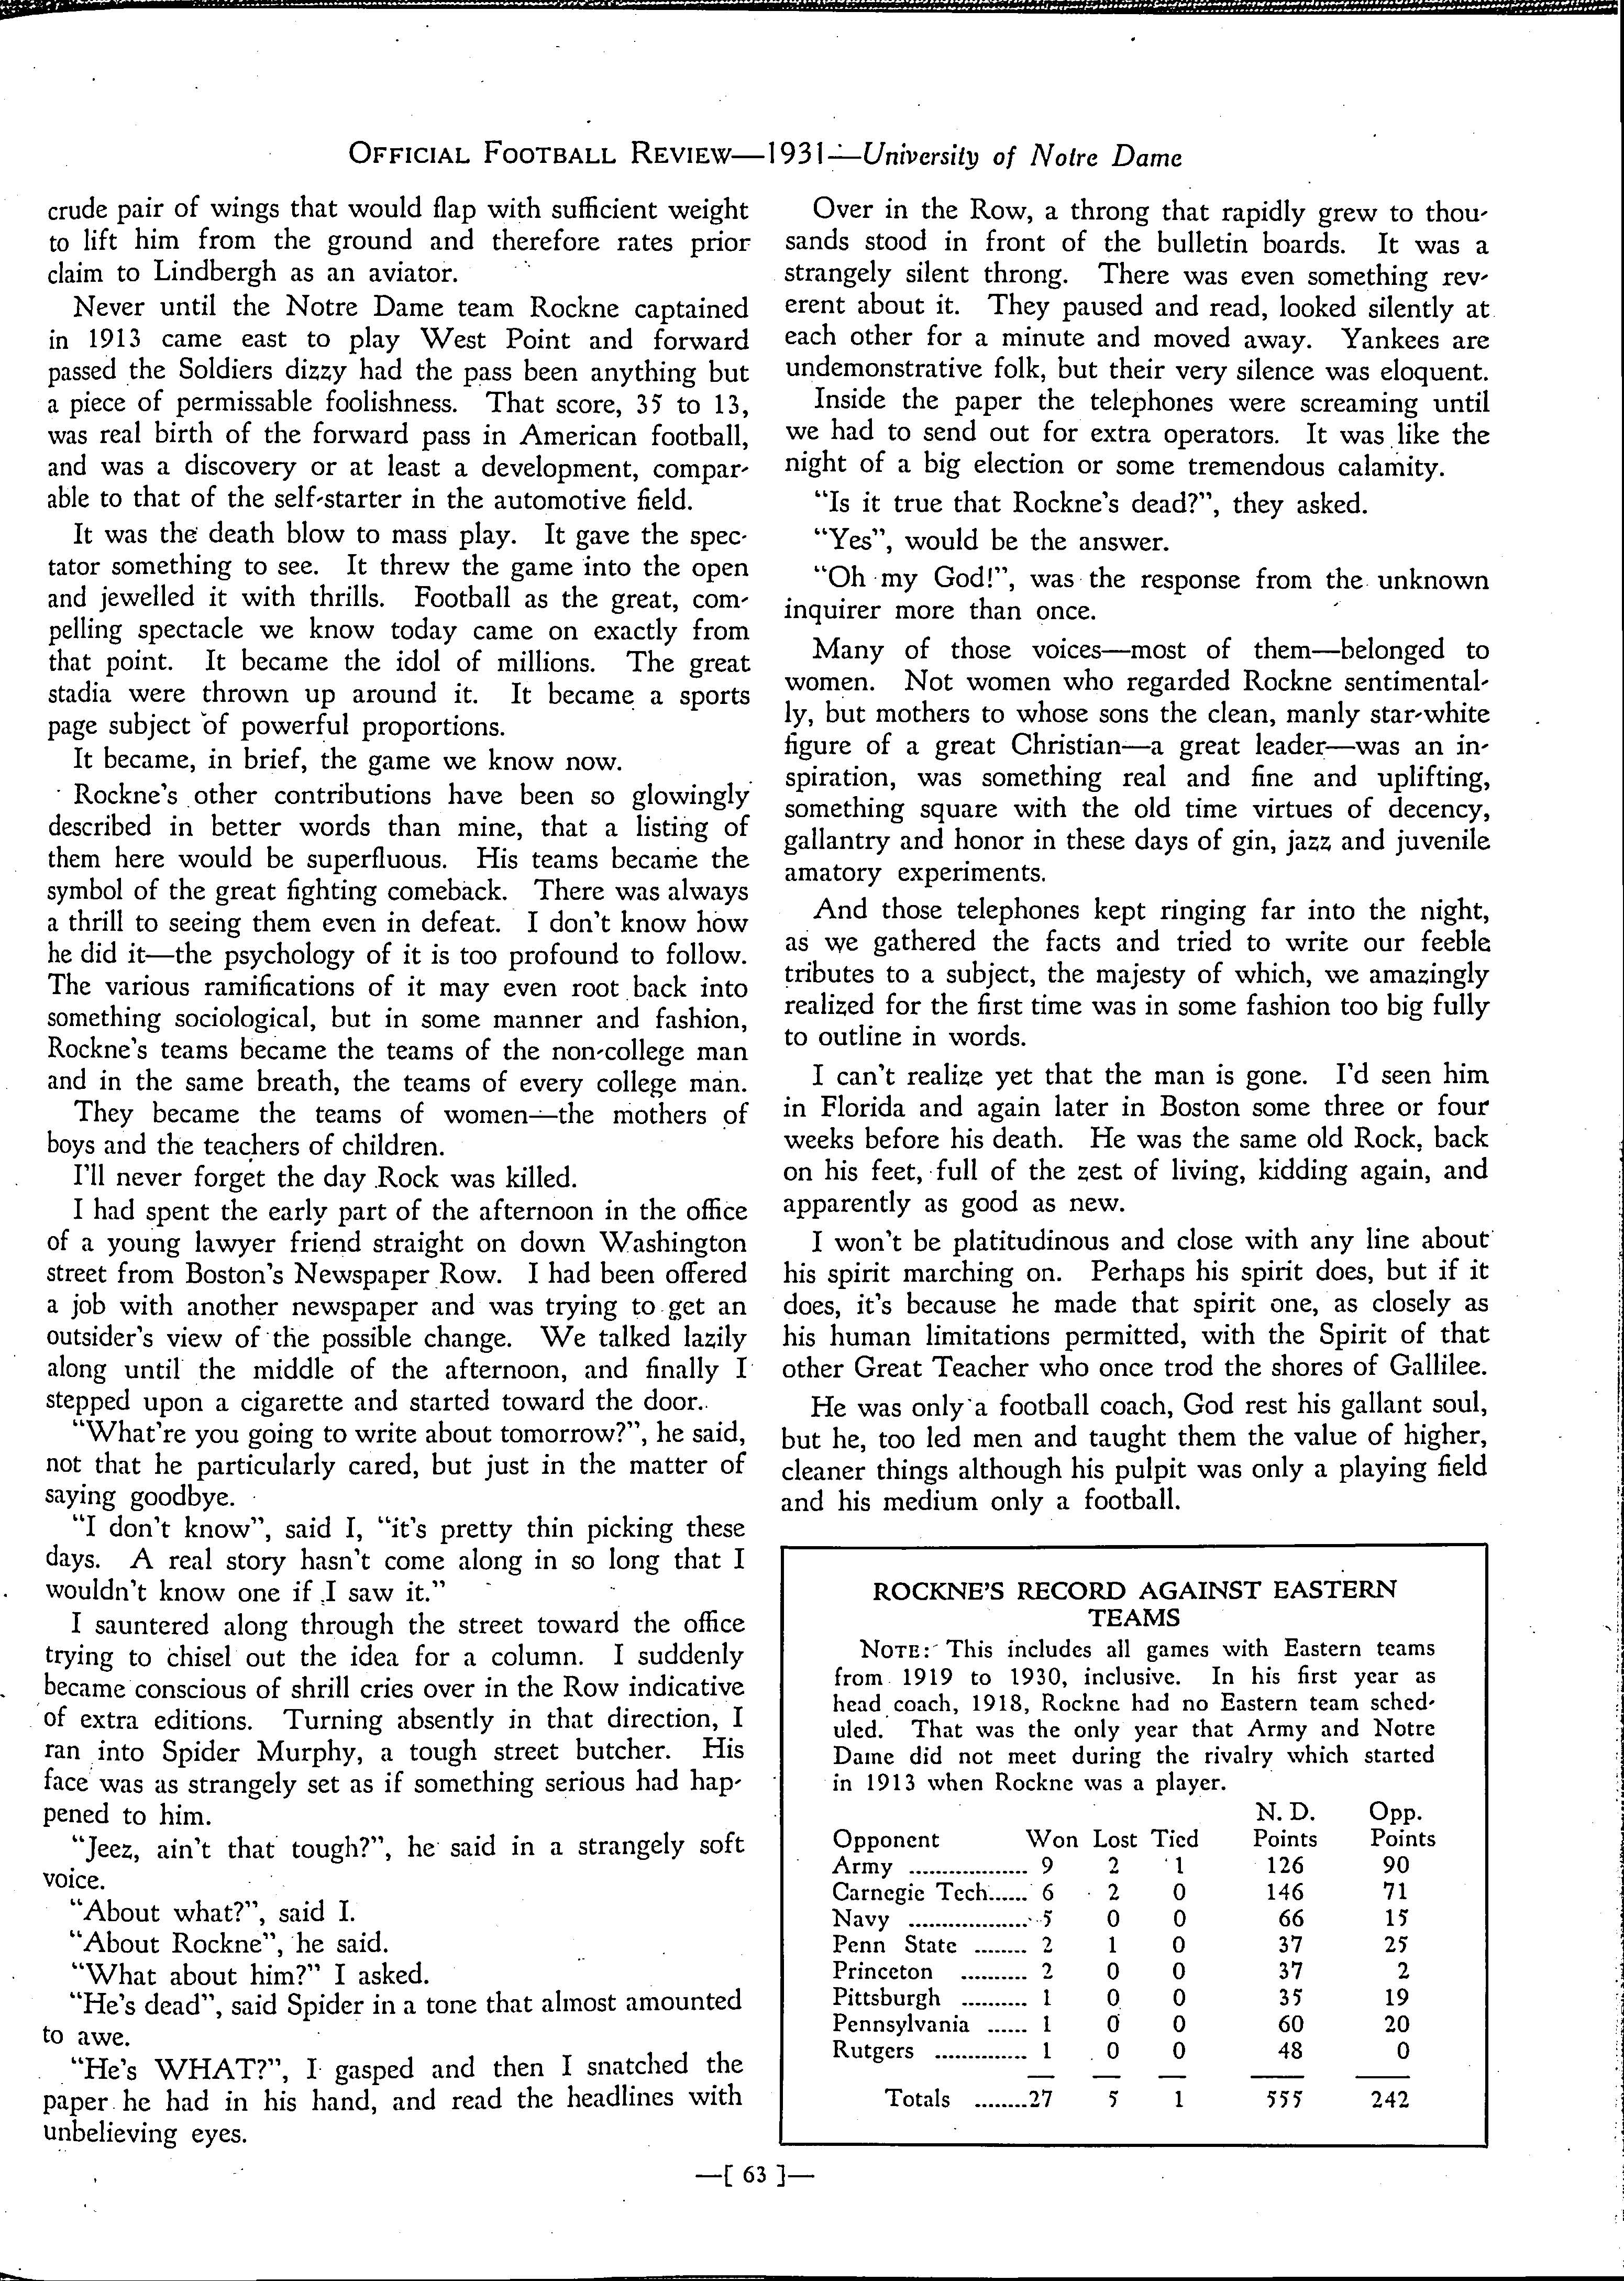 OFFICIAL FOOTBALL REVIEW—1931—University of Notre Dame
crude pair of wings that would flap with sufficient weight
to lift him from the ground and therefore rates prior
claim to Lindbergh as an aviator.
Never until the Notre Dame team Rockne captained
in 1913 came east to play West Point and forward
passed the Soldiers dizzy had the pass been anything but
a piece of permissable foolishness. That score, 35 to 13,
was real birth of the forward pass in American football,
and was a discovery or at least a development, compar-
able to that of the self-starter in the automotive field.
It was the death blow to mass play. It gave the spec-
tator something to see. It threw the game into the open
and jewelled it with thrills. Football as the great, com-
pelling spectacle we know today came on exactly from
that point. It became the idol of millions. The great
stadia were thrown up around it. It became a sports
page subject of powerful proportions.
It became, in brief, the game we know now.
Rockne's other contributions have been so glowingly
described in better words than mine, that a listing of
them here would be superfluous. His teams became the
symbol of the great fighting comeback. There was always
a thrill to seeing them even in defeat. I don't know how
he did it—the psychology of it is too profound to follow.
The various ramifications of it may even root back into
something sociological, but in some manner and fashion,
Rockne's teams became the teams of the non-college man
and in the same breath, the teams of every college man.
They became the teams of women—the mothers of
boys and the teachers of children.
I'll never forget the day Rock was killed.
I had spent the early part of the afternoon in the office
of a young lawyer friend straight on down Washington
street from Boston's Newspaper Row. I had been offered
a job with another newspaper and was trying to get an
outsider's view of the possible change. We talked lazily
along until the middle of the afternoon, and finally I
stepped upon a cigarette and started toward the door.
"What're you going to write about tomorrow?", he said,
not that he particularly cared, but just in the matter of
saying goodbye.
"I don't know", said I, "it's pretty thin picking these
days. A real story hasn't come along in so long that I
wouldn't know one if I saw it."
I sauntered along through the street toward the office
trying to chisel out the idea for a column. I suddenly
became conscious of shrill cries over in the Row indicative
of extra editions. Turning absently in that direction, I
ran into Spider Murphy, a tough street butcher. His
face was as strangely set as if something serious had hap-
pened to him.
"Jeez, ain't that tough?", he said in a strangely soft
voice.
"About what?", said I.
"About Rockne", he said.
"What about him?" I asked.
"He's dead", said Spider in a tone that almost amounted
to awe.
"He's WHAT?", I gasped and then I snatched the
paper he had in his hand, and read the headlines with
unbelieving eyes.
Over in the Row, a throng that rapidly grew to thou-
sands stood in front of the bulletin boards. It was a
strangely silent throng. There was even something rev-
erent about it. They paused and read, looked silently at
each other for a minute and moved away. Yankees are
undemonstrative folk, but their very silence was eloquent.
Inside the paper the telephones were screaming until
we had to send out for extra operators. It was like the
night of a big election or some tremendous calamity.
"Is it true that Rockne's dead?", they asked.
"Yes", would be the answer.
"Oh my God!", was the response from the unknown
inquirer more than once.
Many of those voices—most of them—belonged to
women. Not women who regarded Rockne sentimental-
ly, but mothers to whose sons the clean, manly star-white
figure of a great Christian—a great leader—was an in-
spiration, was something real and fine and uplifting,
something square with the old time virtues of decency,
gallantry and honor in these days of gin, jazz and juvenile
amatory experiments.
And those telephones kept ringing far into the night,
as we gathered the facts and tried to write our feeble
tributes to a subject, the majesty of which, we amazingly
realized for the first time was in some fashion too big fully
to outline in words.
I can't realize yet that the man is gone. I'd seen him
in Florida and again later in Boston some three or four
weeks before his death. He was the same old Rock, back
on his feet, full of the zest of living, kidding again, and
apparently as good as new.
I won't be platitudinous and close with any line about
his spirit marching on. Perhaps his spirit does, but if it
does, it's because he made that spirit one, as closely as
his human limitations permitted, with the Spirit of that
other Great Teacher who once trod the shores of Gallilee.
He was only a football coach, God rest his gallant soul,
but he, too led men and taught them the value of higher,
cleaner things although his pulpit was only a playing field
and his medium only a football.
ROCKNE'S RECORD AGAINST EASTERN
TEAMS
NOTE: This includes all games with Eastern teams
from 1919 to 1930, inclusive. In his first year as
head coach, 1918, Rockne had no Eastern team sched-
uled. That was the only year that Army and Notre
Dame did not meet during the rivalry which started
in 1913 when Rockne was a player.
N. D. Opp.
Opponent Won Lost Tied Points Points
Army .................. 9 2 1 126 90
Carnegie Tech...... 6 2 0 146 71
Navy .................. 5 0 0 66 15
Penn State ........ 2 1 0 37 25
Princeton .......... 2 0 0 37 2
Pittsburgh .......... 1 0 0 35 19
Pennsylvania ...... 1 0 0 60 20
Rutgers .............. 1 0 0 48 0
Totals ........27 5 1 555 242
—[ 63 ]—